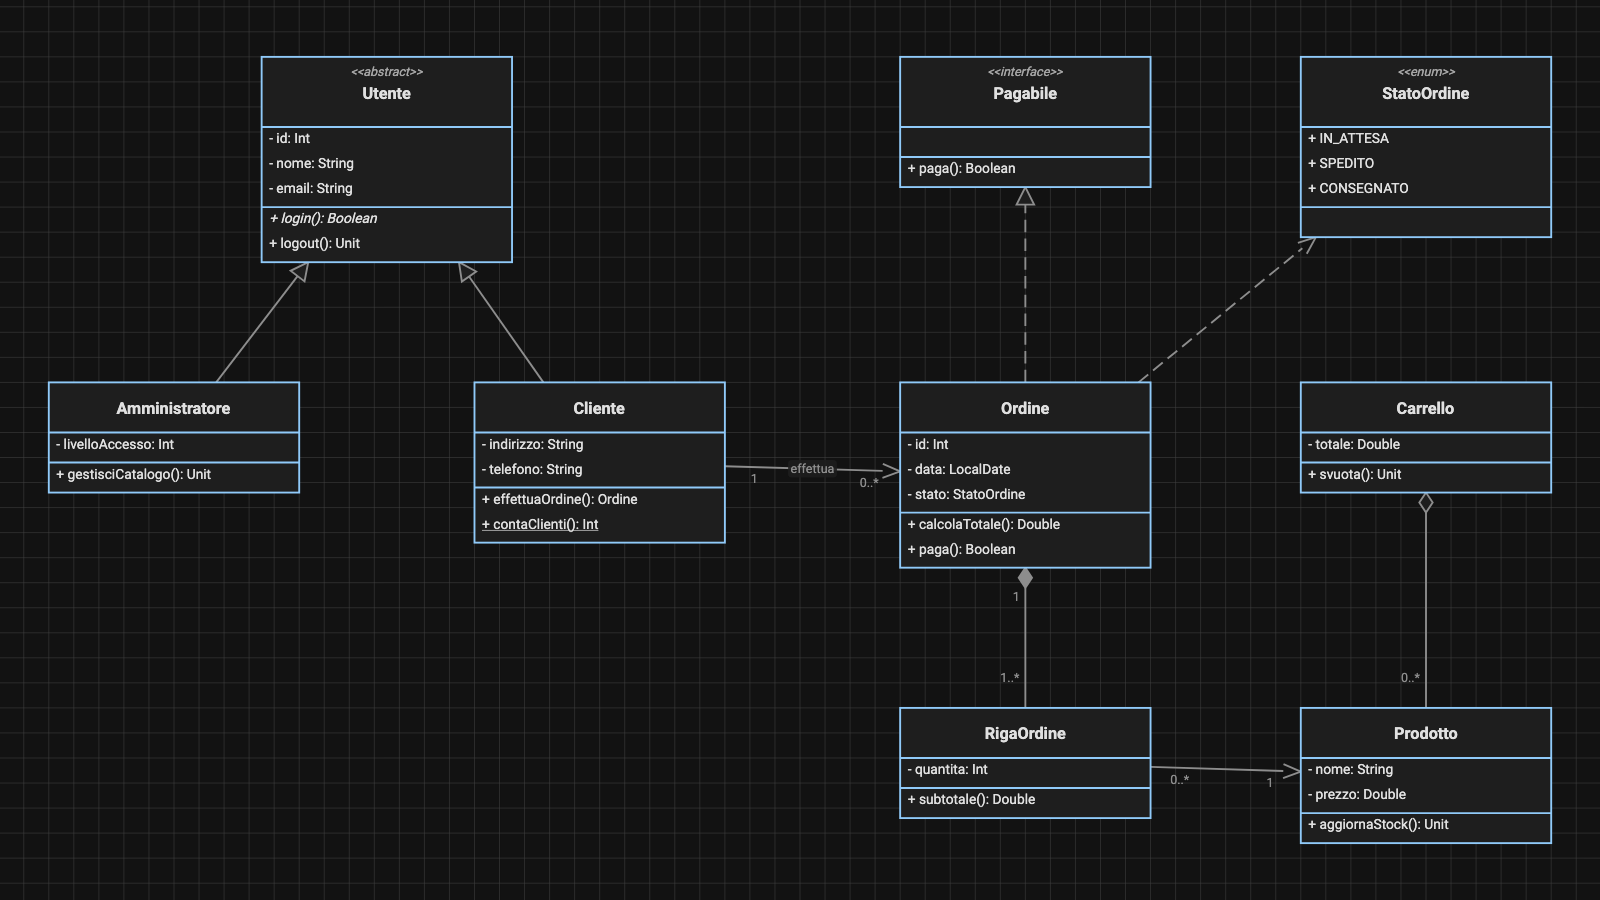 <<abstract>>
Utente
- id: Int
- nome: String
- email: String
+ login(): Boolean
+ logout(): Unit
<<interface>>
Pagabile
+ paga(): Boolean
<<enum>>
StatoOrdine
+ IN_ATTESA
+ SPEDITO
+ CONSEGNATO
Amministratore
- livelloAccesso: Int
+ gestisciCatalogo(): Unit
Cliente
- indirizzo: String
- telefono: String
+ effettuaOrdine(): Ordine
+ contaClienti(): Int
effettua
1
0..*
Ordine
- id: Int
- data: LocalDate
- stato: StatoOrdine
+ calcolaTotale(): Double
+ paga(): Boolean
Carrello
- totale: Double
+ svuota(): Unit
1
1..*
0..*
RigaOrdine
- quantita: Int
+ subtotale(): Double
0..*
1
Prodotto
- nome: String
- prezzo: Double
+ aggiornaStock(): Unit